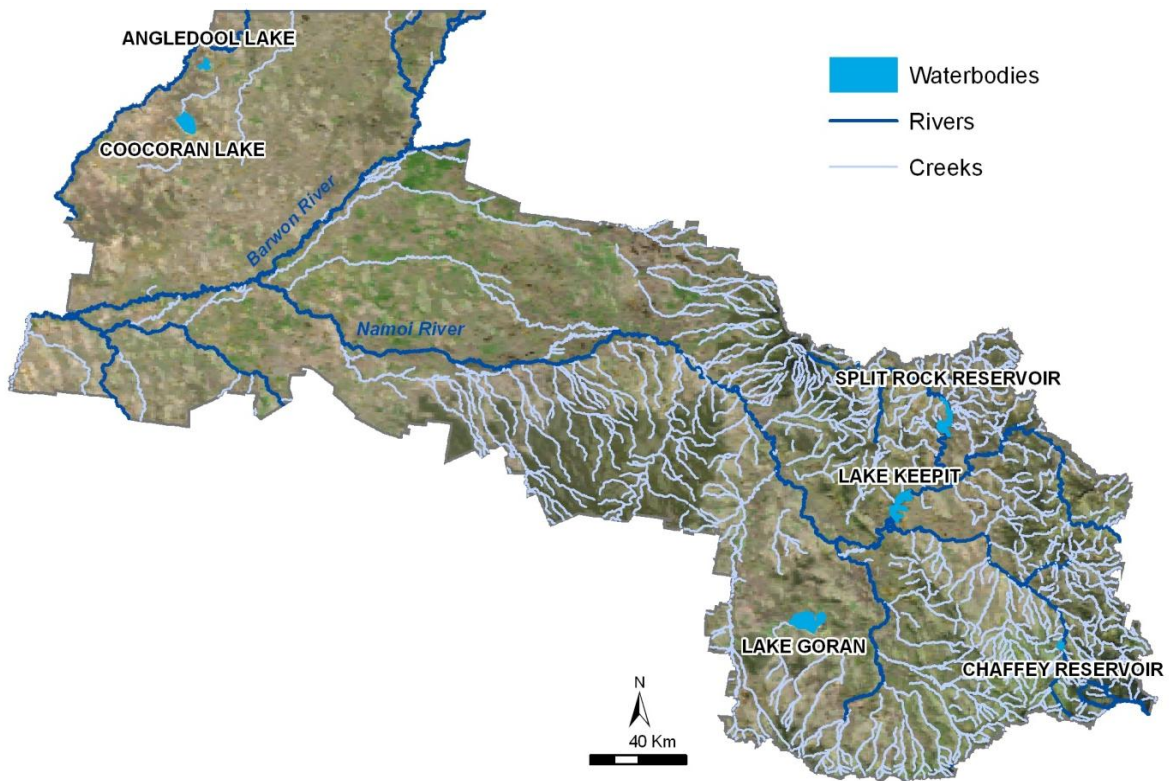 ANGLEDOOL LAKE
COOCORAN LAKE
Waterbodies
Rivers
Creeks
Barwon River
Namoi River
SPLIT ROCK RESERVOIR
LAKE KEEPIT
LAKE GORAN
CHAFFEY RESERVOIR
N
40 Km